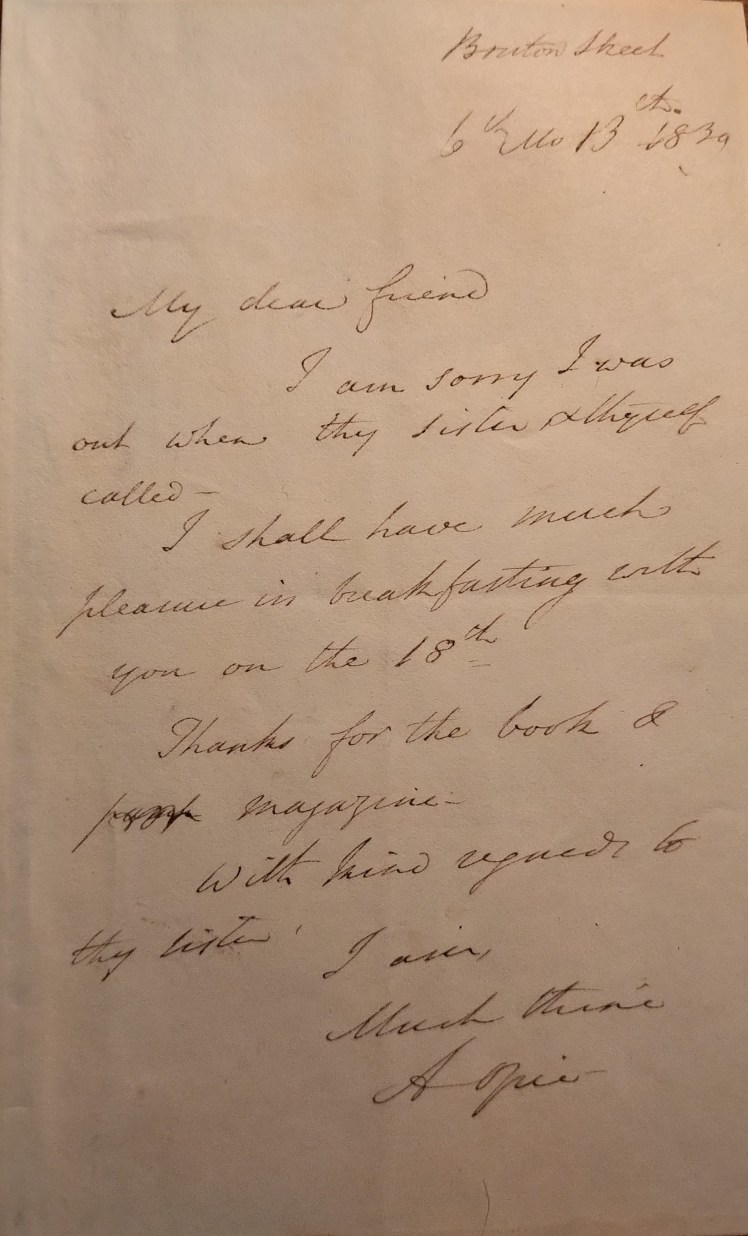 Bruton Street
6th Mo 13th 1839
My dear friend
I am sorry I was
out when thy sister & thyself
called -
I shall have much
pleasure in breakfasting with
you on the 18th
Thanks for the book &
magazine -
With kind regards to
thy sister
I am,
Much thine
A Opie